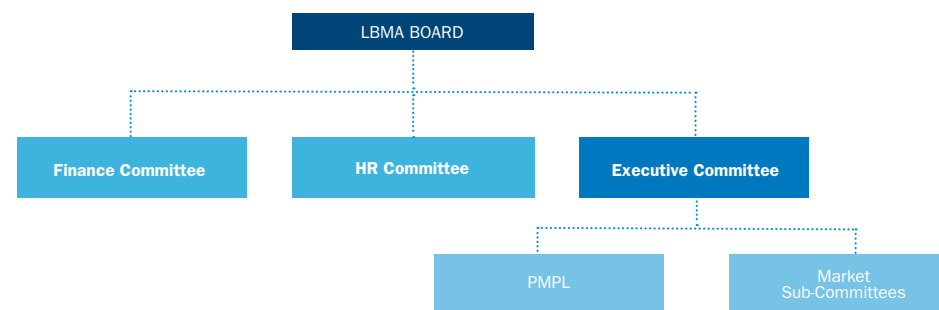 LBMA BOARD
Finance Committee
HR Committee
Executive Committee
PMPL
Market
Sub-Committees